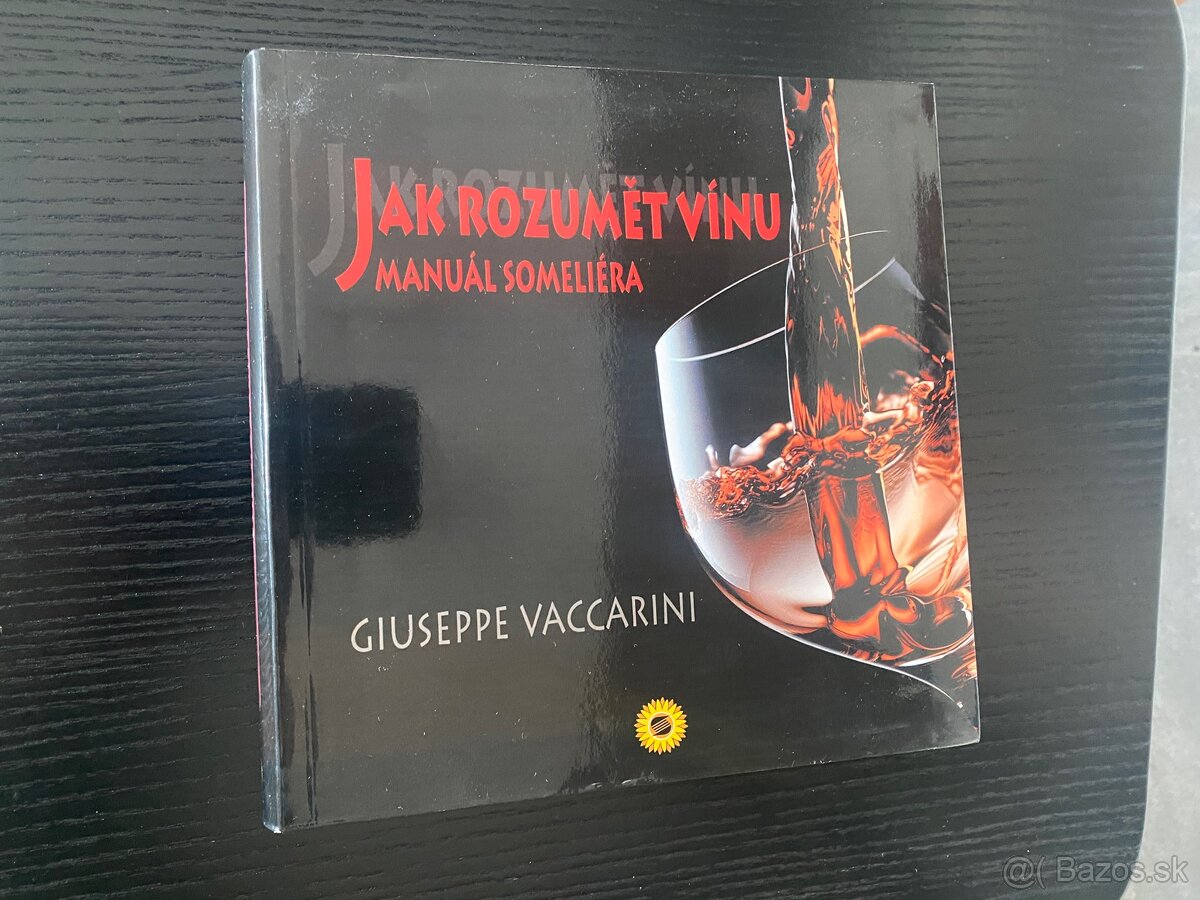 JAK ROZUMĚT VÍNU
MANUÁL SOMELIÉRA
GIUSEPPE VACCARINI
@( Bazos.sk